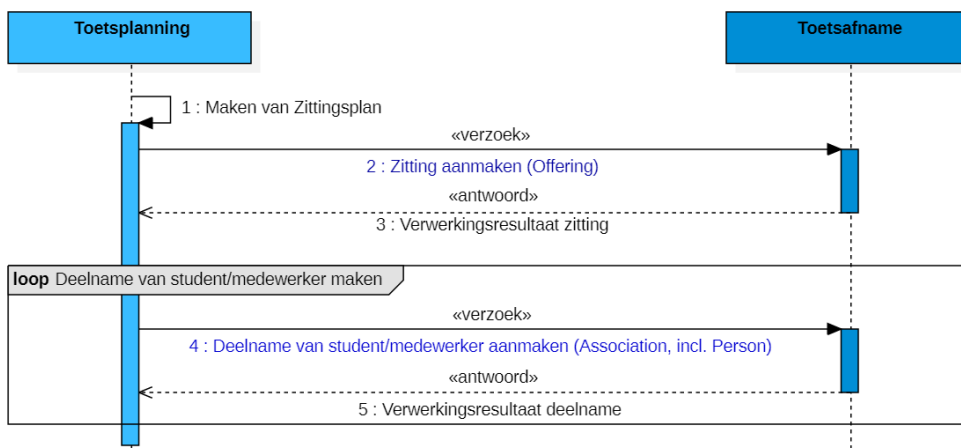 Toetsplanning
Toetsafname
1 : Maken van Zittingsplan
«verzoek»
2 : Zitting aanmaken (Offering)
«antwoord»
3 : Verwerkingsresultaat zitting
loop Deelname van student/medewerker maken
«verzoek»
4 : Deelname van student/medewerker aanmaken (Association, incl. Person)
«antwoord»
5 : Verwerkingsresultaat deelname